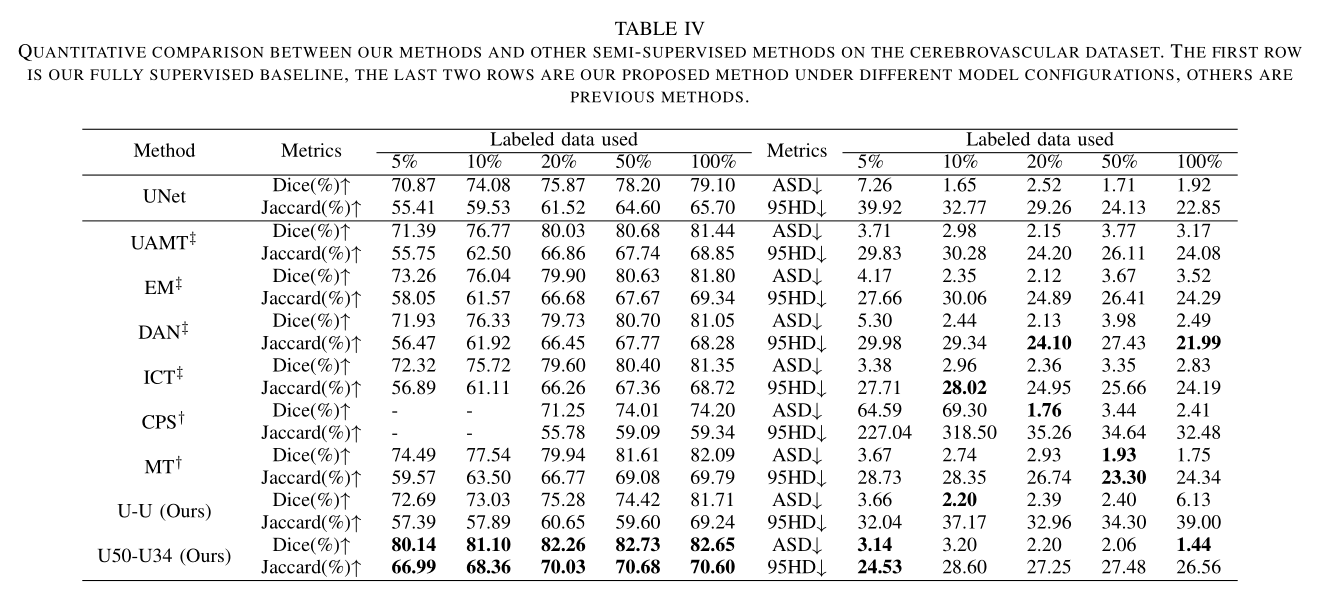 TABLE IV
QUANTITATIVE COMPARISON BETWEEN OUR METHODS AND OTHER SEMI-SUPERVISED METHODS ON THE CEREBROVASCULAR DATASET. THE FIRST ROW
IS OUR FULLY SUPERVISED BASELINE, THE LAST TWO ROWS ARE OUR PROPOSED METHOD UNDER DIFFERENT MODEL CONFIGURATIONS, OTHERS ARE
PREVIOUS METHODS.
Method Metrics Labeled data used Metrics Labeled data used
5% 10% 20% 50% 100% 5% 10% 20% 50% 100%
UNet Dice(%)↑ 70.87 74.08 75.87 78.20 79.10 ASD↓ 7.26 1.65 2.52 1.71 1.92
Jaccard(%)↑ 55.41 59.53 61.52 64.60 65.70 95HD↓ 39.92 32.77 29.26 24.13 22.85
UAMT‡ Dice(%)↑ 71.39 76.77 80.03 80.68 81.44 ASD↓ 3.71 2.98 2.15 3.77 3.17
Jaccard(%)↑ 55.75 62.50 66.86 67.74 68.85 95HD↓ 29.83 30.28 24.20 26.11 24.08
EM‡ Dice(%)↑ 73.26 76.04 79.90 80.63 81.80 ASD↓ 4.17 2.35 2.12 3.67 3.52
Jaccard(%)↑ 58.05 61.57 66.68 67.67 69.34 95HD↓ 27.66 30.06 24.89 26.41 24.29
DAN‡ Dice(%)↑ 71.93 76.33 79.73 80.70 81.05 ASD↓ 5.30 2.44 2.13 3.98 2.49
Jaccard(%)↑ 56.47 61.92 66.45 67.77 68.28 95HD↓ 29.98 29.34 24.10 27.43 21.99
ICT‡ Dice(%)↑ 72.32 75.72 79.60 80.40 81.35 ASD↓ 3.38 2.96 2.36 3.35 2.83
Jaccard(%)↑ 56.89 61.11 66.26 67.36 68.72 95HD↓ 27.71 28.02 24.95 25.66 24.19
CPS† Dice(%)↑ - - 71.25 74.01 74.20 ASD↓ 64.59 69.30 1.76 3.44 2.41
Jaccard(%)↑ - - 55.78 59.09 59.34 95HD↓ 227.04 318.50 35.26 34.64 32.48
MT† Dice(%)↑ 74.49 77.54 79.94 81.61 82.09 ASD↓ 3.67 2.74 2.93 1.93 1.75
Jaccard(%)↑ 59.57 63.50 66.77 69.08 69.79 95HD↓ 28.73 28.35 26.74 23.30 24.34
U-U (Ours) Dice(%)↑ 72.69 73.03 75.28 74.42 81.71 ASD↓ 3.66 2.20 2.39 2.40 6.13
Jaccard(%)↑ 57.39 57.89 60.65 59.60 69.24 95HD↓ 32.04 37.17 32.96 34.30 39.00
U50-U34 (Ours) Dice(%)↑ 80.14 81.10 82.26 82.73 82.65 ASD↓ 3.14 3.20 2.20 2.06 1.44
Jaccard(%)↑ 66.99 68.36 70.03 70.68 70.60 95HD↓ 24.53 28.60 27.25 27.48 26.56